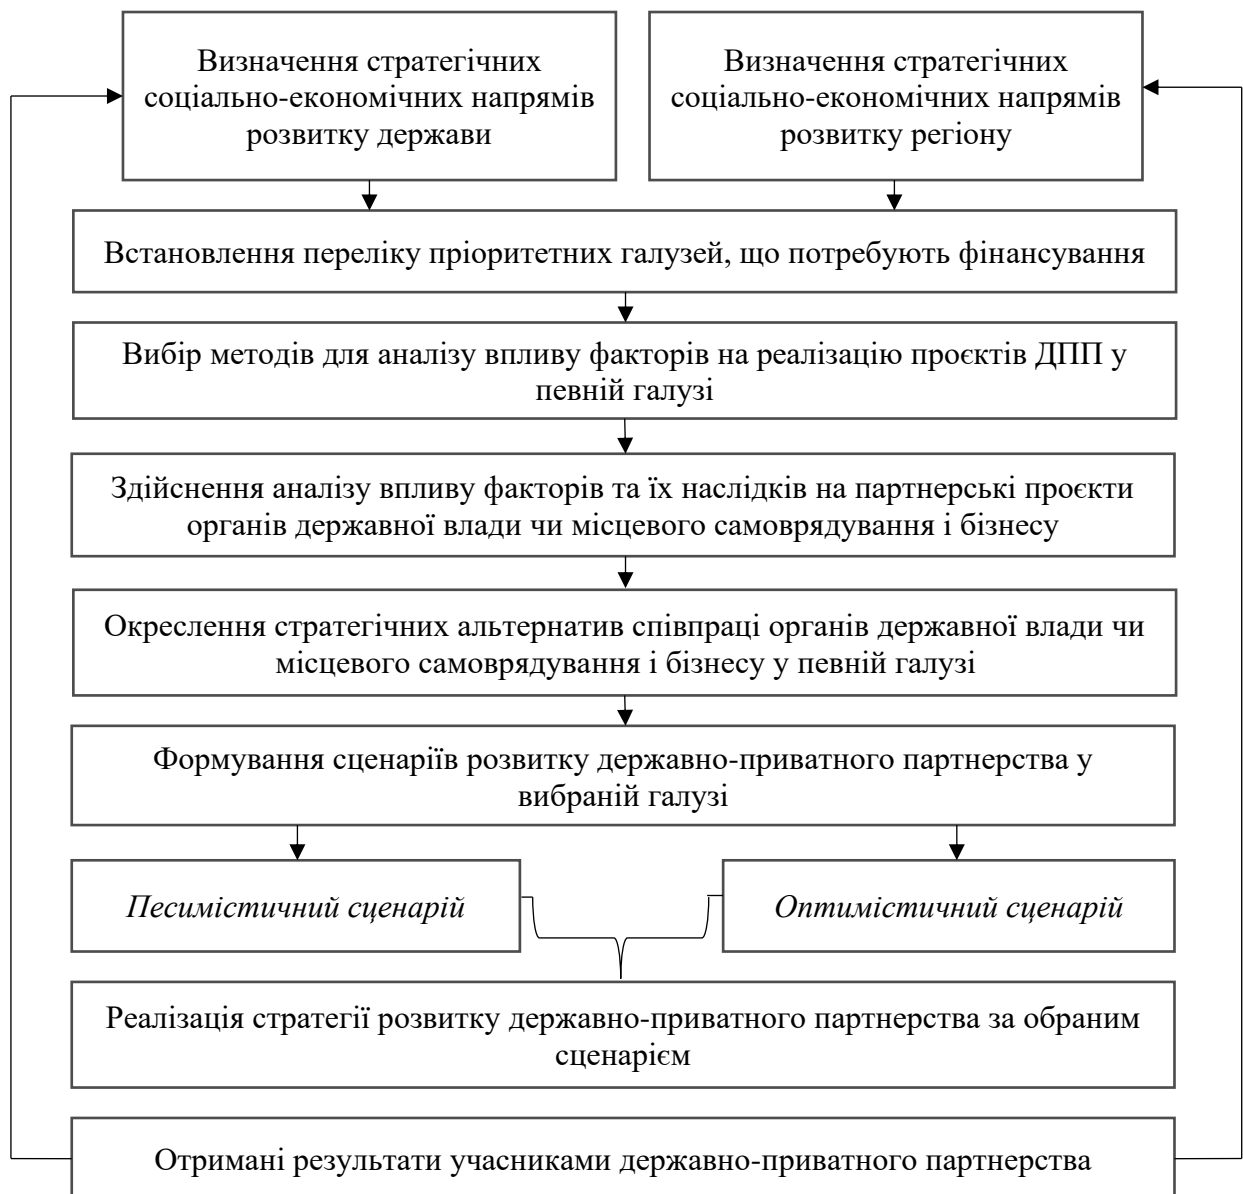 Визначення стратегічних
соціально-економічних напрямів
розвитку держави
Визначення стратегічних
соціально-економічних напрямів
розвитку регіону
Встановлення переліку пріоритетних галузей, що потребують фінансування
Вибір методів для аналізу впливу факторів на реалізацію проєктів ДПП у
певній галузі
Здійснення аналізу впливу факторів та їх наслідків на партнерські проєкти
органів державної влади чи місцевого самоврядування і бізнесу
Окреслення стратегічних альтернатив співпраці органів державної влади чи
місцевого самоврядування і бізнесу у певній галузі
Формування сценаріїв розвитку державно-приватного партнерства у
вибраній галузі
Песимістичний сценарій
Оптимістичний сценарій
Реалізація стратегії розвитку державно-приватного партнерства за обраним
сценарієм
Отримані результати учасниками державно-приватного партнерства